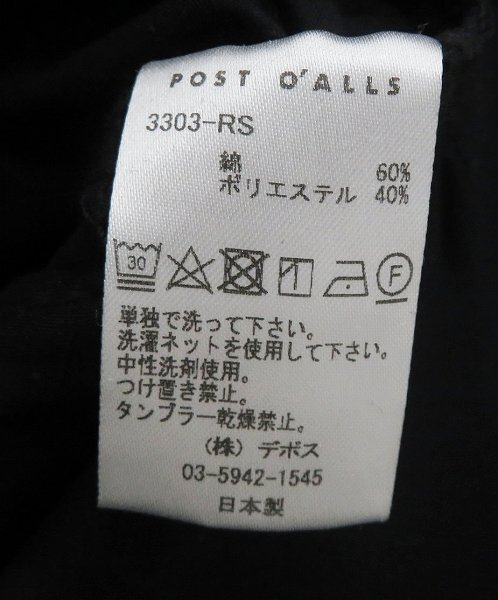 POST O'ALLS
3303-RS
綿 60%
ポリエステル 40%
30 F
単独で洗って下さい。
洗濯ネットを使用して下さい。
中性洗剤使用。
つけ置き禁止。
タンブラー乾燥禁止。
(株) デポス
03-5942-1545
日本製